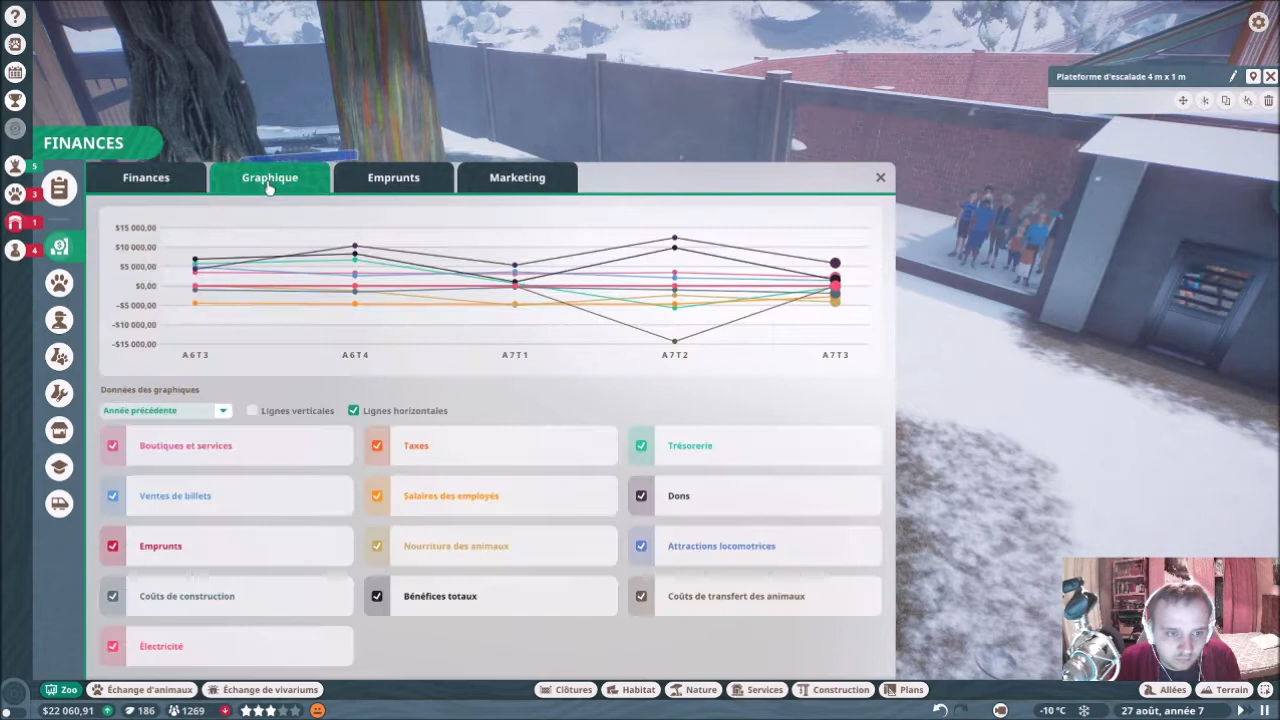 ?
Plateforme d'escalade 4 m x 1 m
FINANCES
5
3
1
4
Finances
Graphique
Emprunts
Marketing
$15 000,00
$10 000,00
$5 000,00
$0,00
-$5 000,00
-$10 000,00
-$15 000,00
A6T3
A6T4
A7T1
A7T2
A7T3
Données des graphiques
Année précédente
Lignes verticales
Lignes horizontales
Boutiques et services
Taxes
Trésorerie
Ventes de billets
Salaires des employés
Dons
Emprunts
Nourriture des animaux
Attractions locomotrices
Coûts de construction
Bénéfices totaux
Coûts de transfert des animaux
Électricité
Zoo
Échange d'animaux
Échange de vivariums
Clôtures
Habitat
Nature
Services
Construction
Plans
Allées
Terrain
$22 060,91
186
1269
-10 °C
27 août, année 7